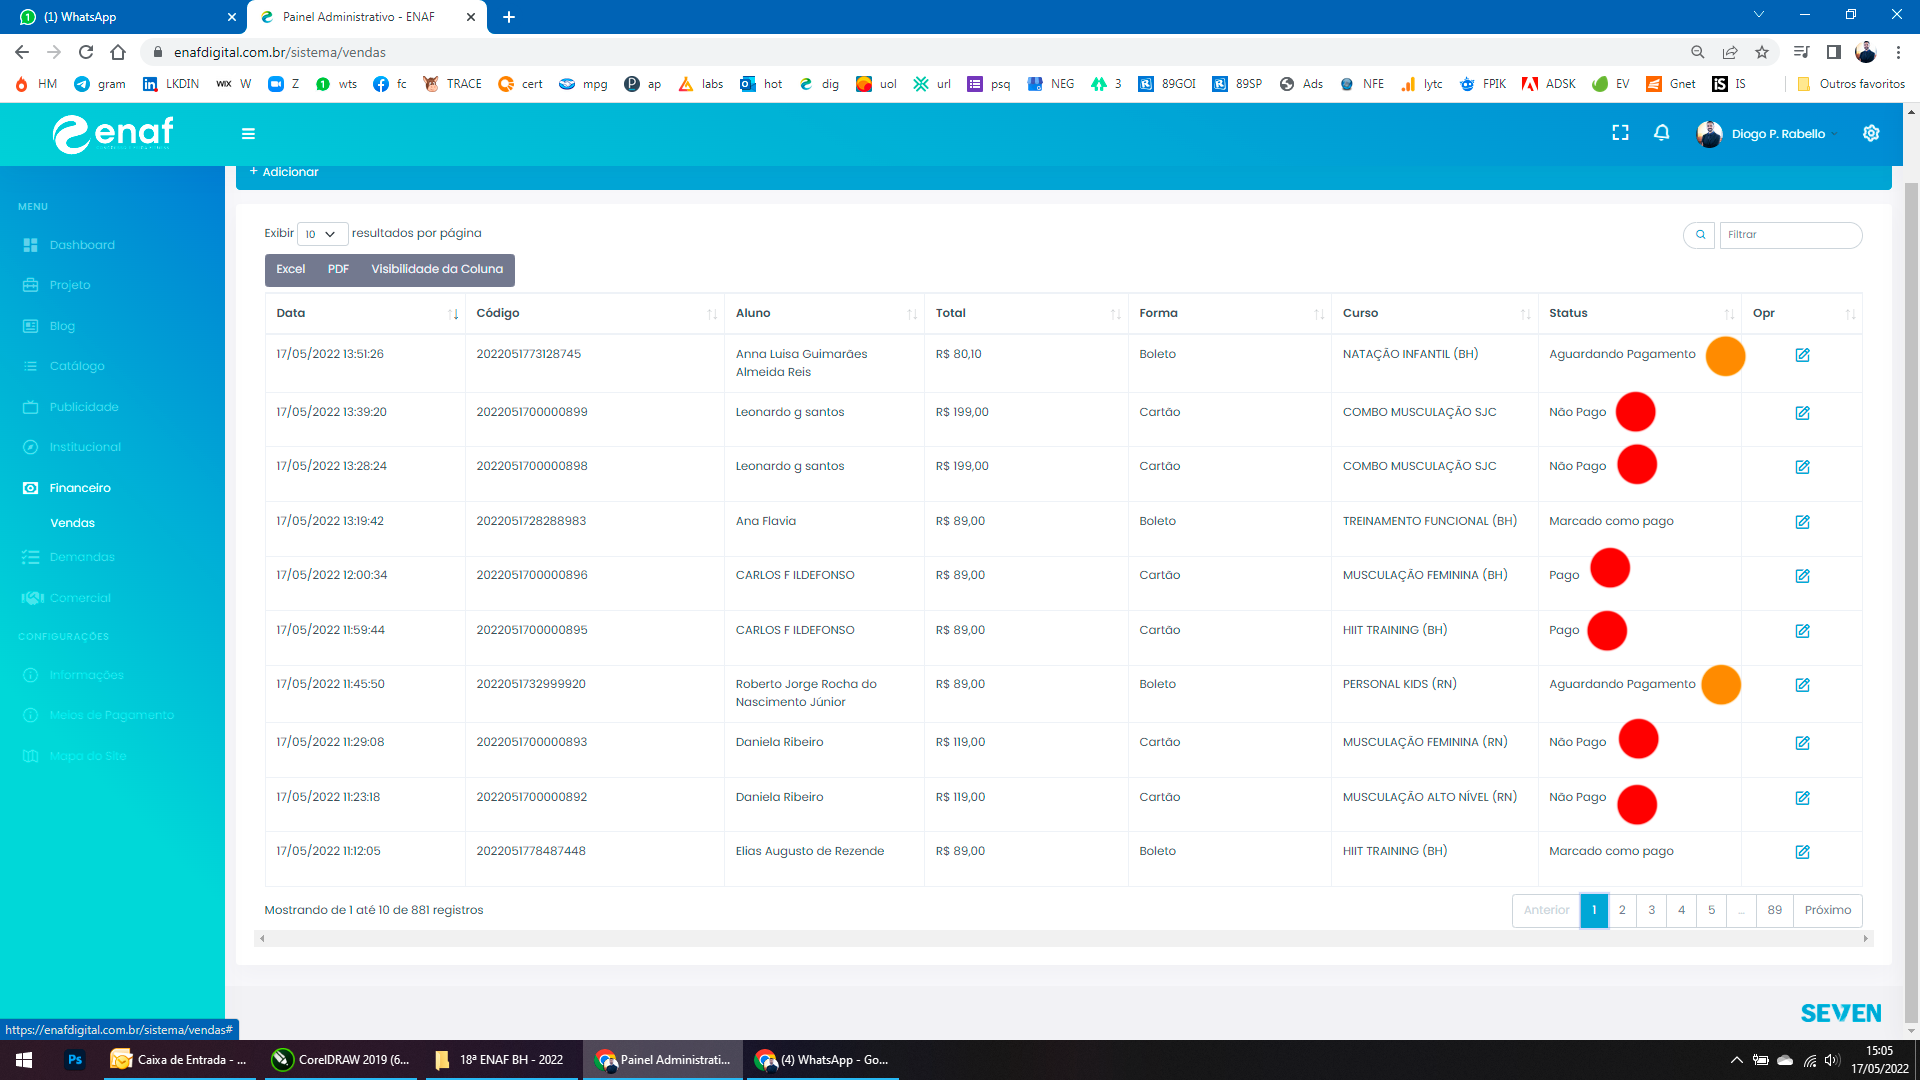 (1) WhatsApp
Painel Administrativo - ENAF
enafdigital.com.br/sistema/vendas
HM gram LKDIN WiX W Z wts fc TRACE cert mpg ap labs hot dig uol url psq NEG 3 89GOI 89SP Ads NFE lytc FPIK ADSK EV Gnet iS IS Outros favoritos
enaf
Diogo P. Rabello
+ Adicionar
MENU
Dashboard
Projeto
Blog
Catálogo
Publicidade
Institucional
Financeiro
Vendas
Demandas
Comercial
CONFIGURAÇÕES
Informações
Meios de Pagamento
Mapa do Site
Exibir 10 resultados por página
Filtrar
Excel PDF Visibilidade da Coluna
Data Código Aluno Total Forma Curso Status Opr
17/05/2022 13:51:26 2022051773128745 Anna Luisa Guimarães R$ 80,10 Boleto NATAÇÃO INFANTIL (BH) Aguardando Pagamento
Almeida Reis
17/05/2022 13:39:20 2022051700000899 Leonardo g santos R$ 199,00 Cartão COMBO MUSCULAÇÃO SJC Não Pago
17/05/2022 13:28:24 2022051700000898 Leonardo g santos R$ 199,00 Cartão COMBO MUSCULAÇÃO SJC Não Pago
17/05/2022 13:19:42 2022051728288983 Ana Flavia R$ 89,00 Boleto TREINAMENTO FUNCIONAL (BH) Marcado como pago
17/05/2022 12:00:34 2022051700000896 CARLOS F ILDEFONSO R$ 89,00 Cartão MUSCULAÇÃO FEMININA (BH) Pago
17/05/2022 11:59:44 2022051700000895 CARLOS F ILDEFONSO R$ 89,00 Cartão HIIT TRAINING (BH) Pago
17/05/2022 11:45:50 2022051732999920 Roberto Jorge Rocha do R$ 89,00 Boleto PERSONAL KIDS (RN) Aguardando Pagamento
Nascimento Júnior
17/05/2022 11:29:08 2022051700000893 Daniela Ribeiro R$ 119,00 Cartão MUSCULAÇÃO FEMININA (RN) Não Pago
17/05/2022 11:23:18 2022051700000892 Daniela Ribeiro R$ 119,00 Cartão MUSCULAÇÃO ALTO NÍVEL (RN) Não Pago
17/05/2022 11:12:05 2022051778487448 Elias Augusto de Rezende R$ 89,00 Boleto HIIT TRAINING (BH) Marcado como pago
Mostrando de 1 até 10 de 881 registros
Anterior 1 2 3 4 5 ... 89 Próximo
SEVEN
https://enafdigital.com.br/sistema/vendas#
Ps Caixa de Entrada - ... CorelDRAW 2019 (6... 18ª ENAF BH - 2022 Painel Administrati... (4) WhatsApp - Go...
15:05
17/05/2022